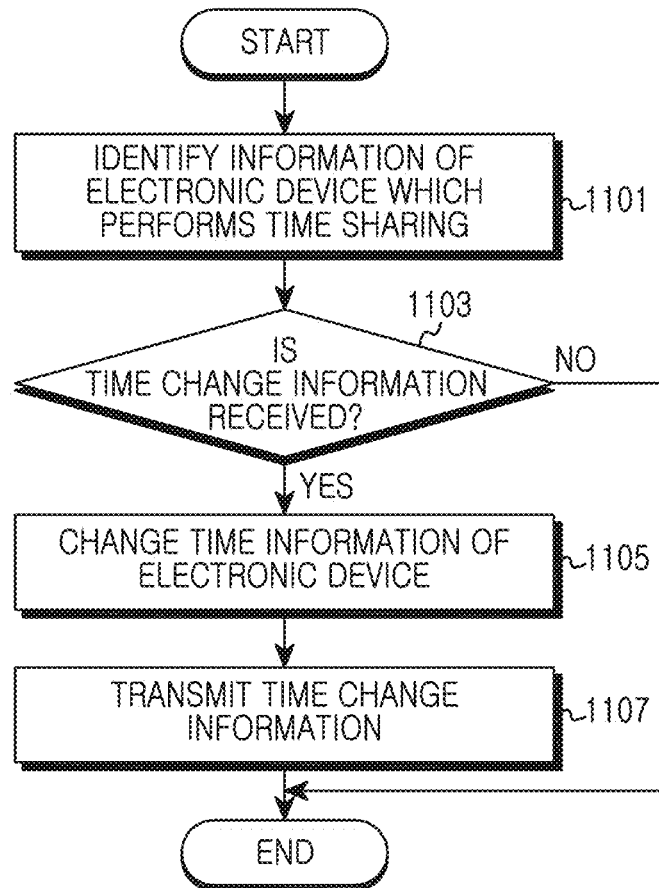 START
IDENTIFY INFORMATION OF
ELECTRONIC DEVICE WHICH
PERFORMS TIME SHARING
1101
1103
IS
TIME CHANGE INFORMATION
RECEIVED?
NO
YES
CHANGE TIME INFORMATION OF
ELECTRONIC DEVICE
1105
TRANSMIT TIME CHANGE
INFORMATION
1107
END